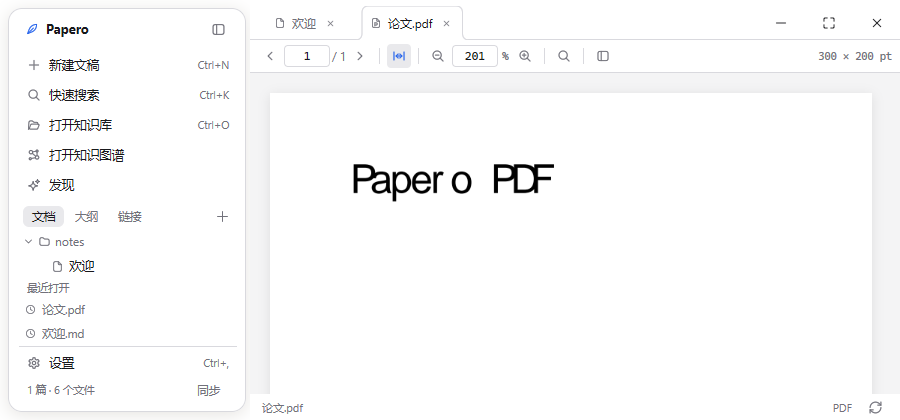 Papero
新建文稿 Ctrl+N
快速搜索 Ctrl+K
打开知识库 Ctrl+O
打开知识图谱
发现
文档 大纲 链接
notes
欢迎
最近打开
论文.pdf
欢迎.md
设置 Ctrl+,
1 篇 · 6 个文件 同步
欢迎 × 论文.pdf ×
1 / 1 201 % 300 × 200 pt
Papero PDF
论文.pdf PDF